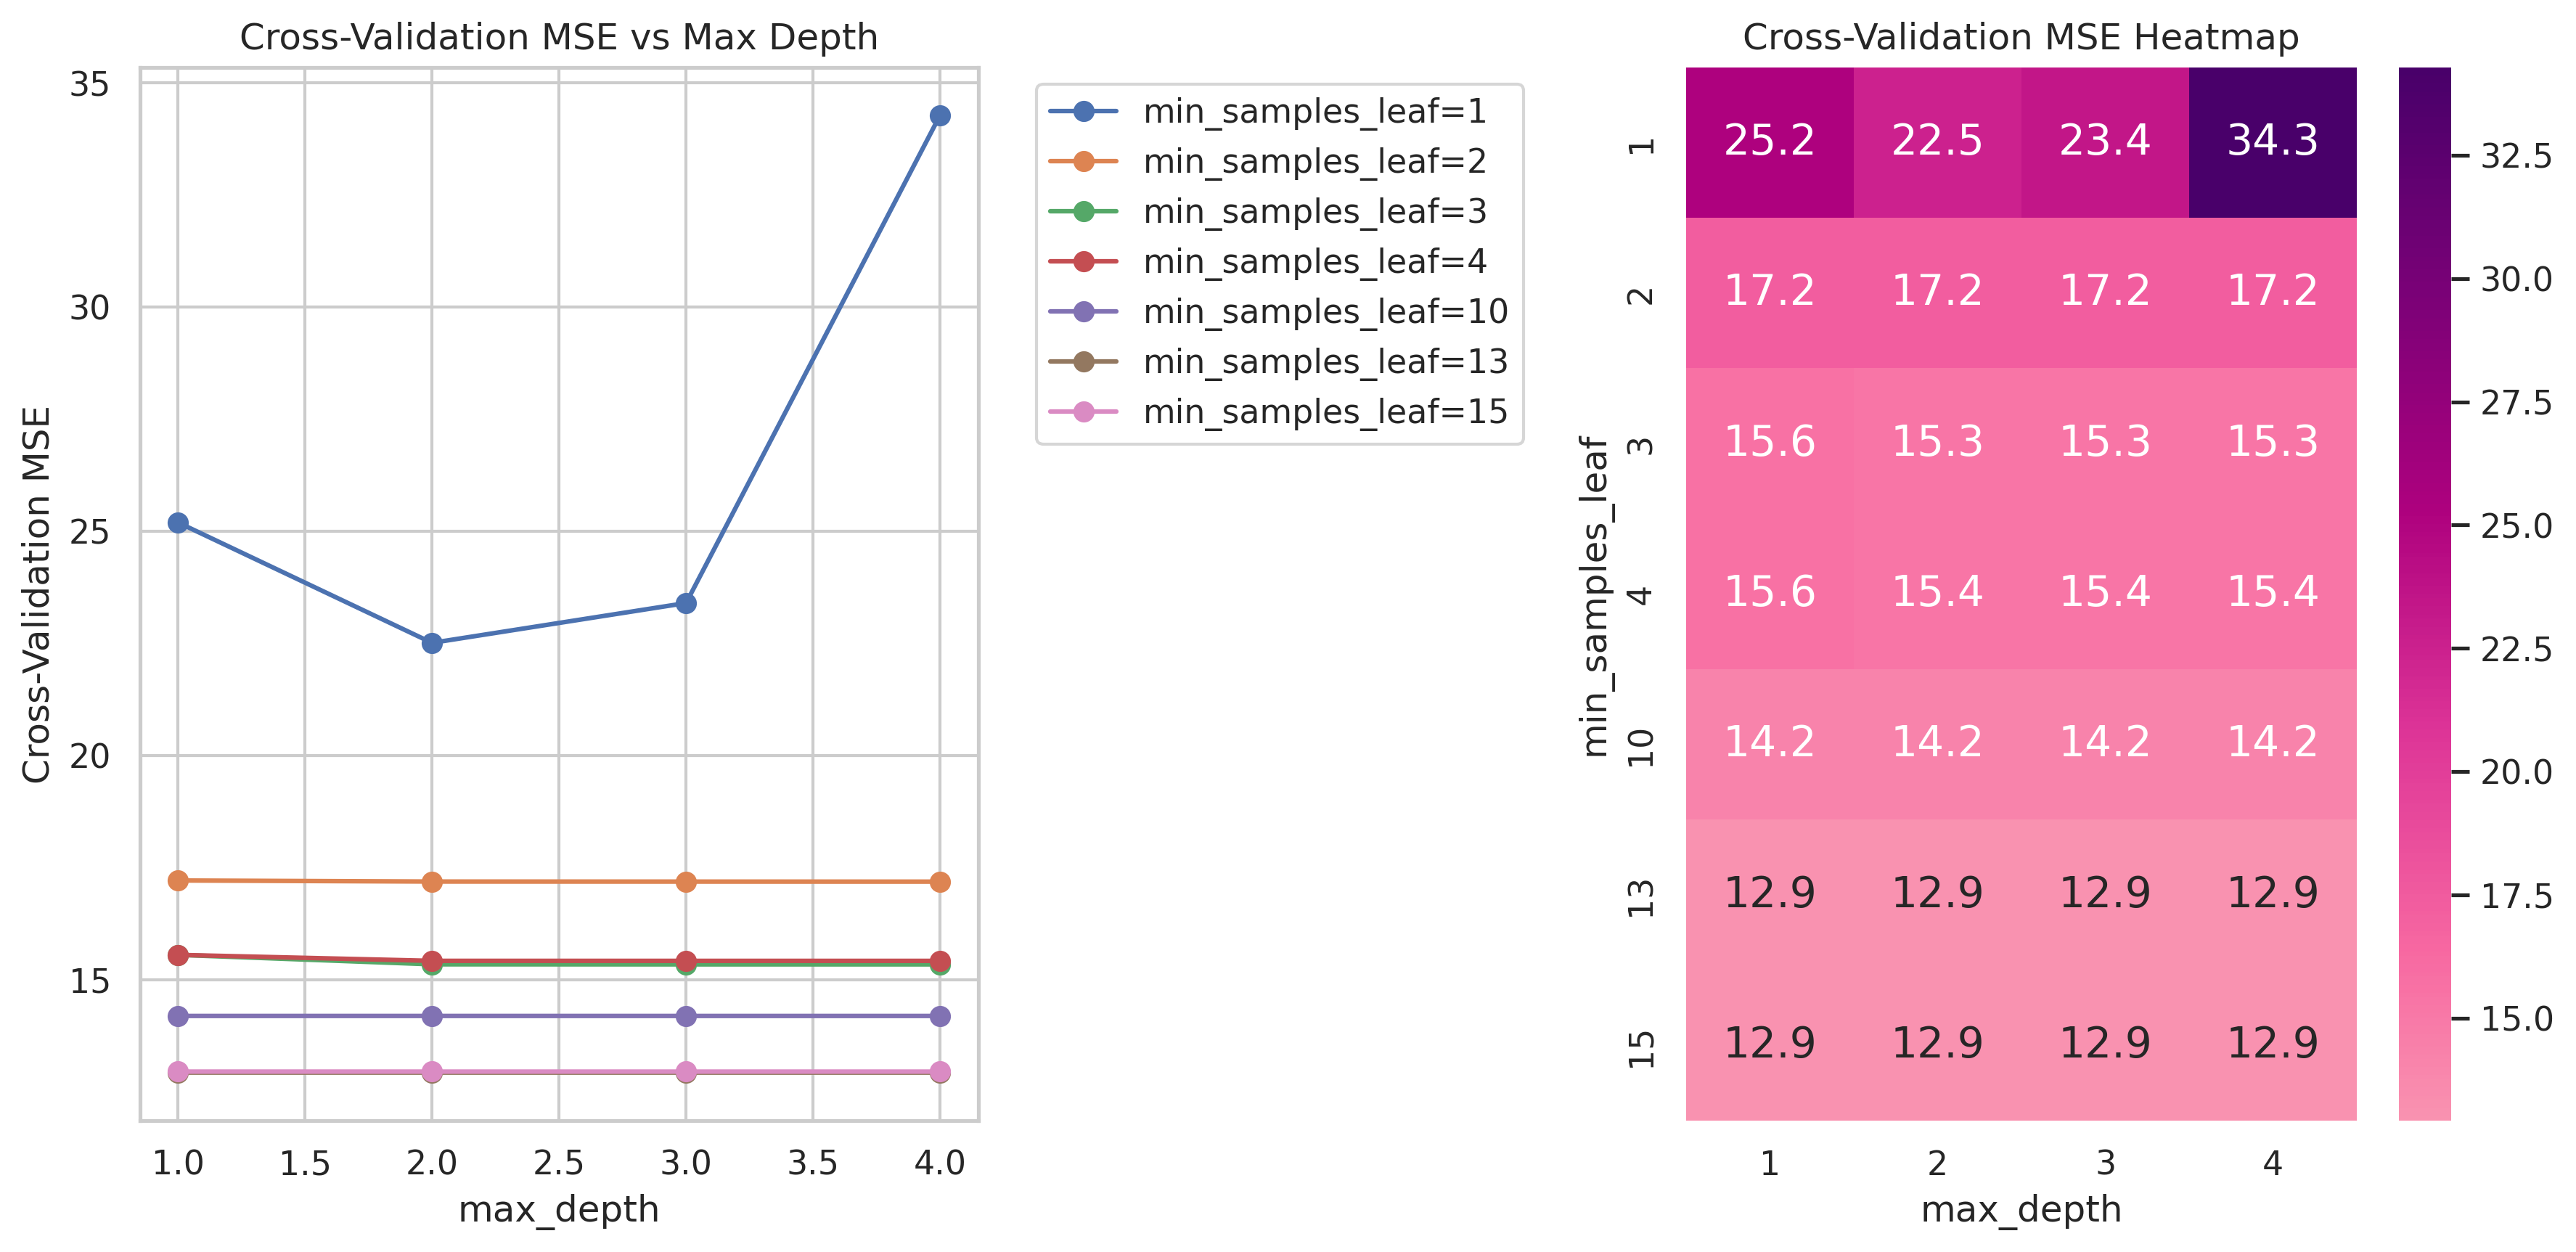 Cross-Validation MSE vs Max Depth
35
30
25
20
15
Cross-Validation MSE
1.0 1.5 2.0 2.5 3.0 3.5 4.0
max_depth
min_samples_leaf=1
min_samples_leaf=2
min_samples_leaf=3
min_samples_leaf=4
min_samples_leaf=10
min_samples_leaf=13
min_samples_leaf=15
Cross-Validation MSE Heatmap
min_samples_leaf
1 25.2 22.5 23.4 34.3
2 17.2 17.2 17.2 17.2
3 15.6 15.3 15.3 15.3
4 15.6 15.4 15.4 15.4
10 14.2 14.2 14.2 14.2
13 12.9 12.9 12.9 12.9
15 12.9 12.9 12.9 12.9
1 2 3 4
max_depth
32.5
30.0
27.5
25.0
22.5
20.0
17.5
15.0